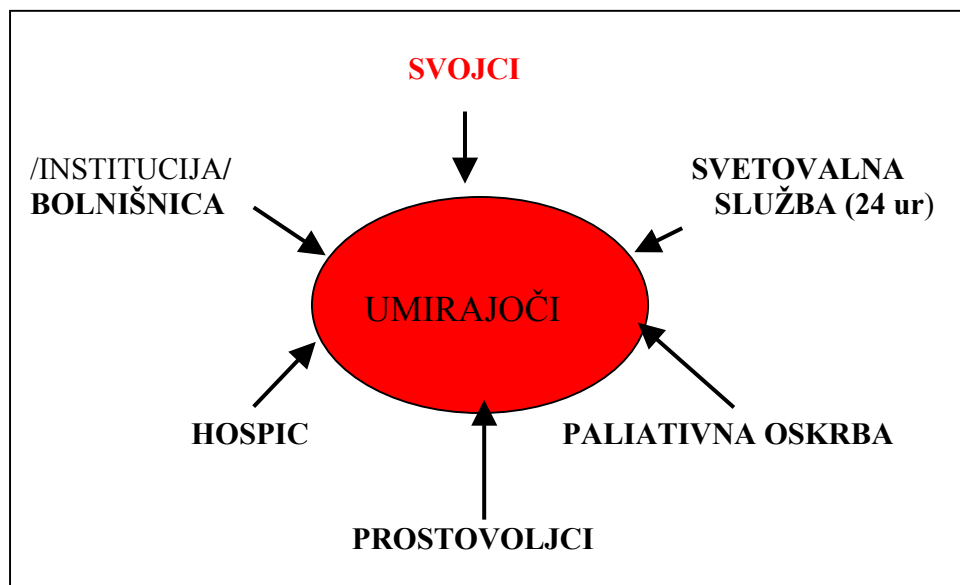 SVOJCI
/INSTITUCIJA/
BOLNIŠNICA
SVETOVALNA
SLUŽBA (24 ur)
UMIRAJOČI
HOSPIC
PALIATIVNA OSKRBA
PROSTOVOLJCI